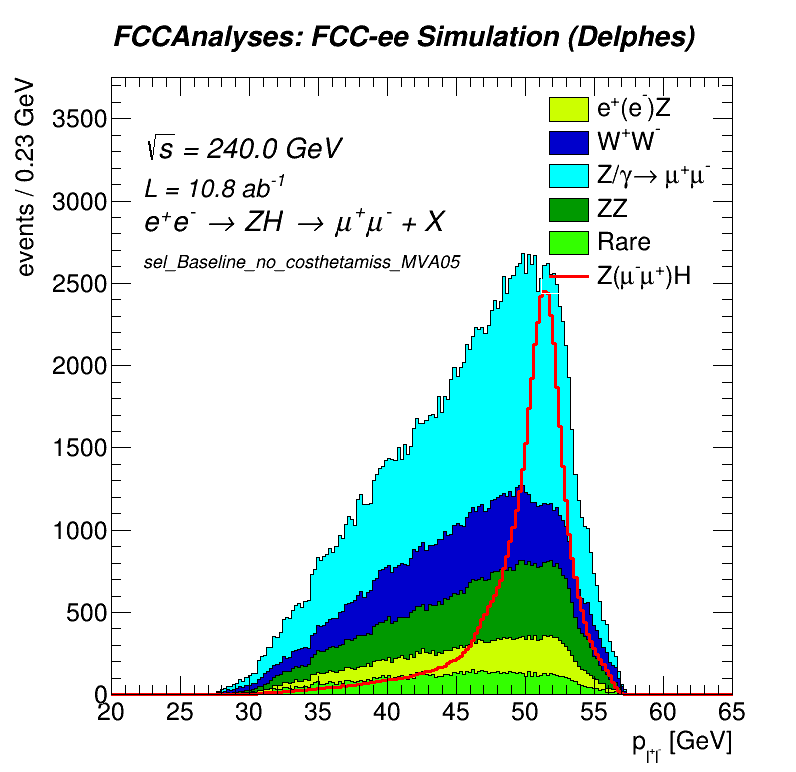 FCCAnalyses: FCC-ee Simulation (Delphes)
events / 0.23 GeV
3500
3000
2500
2000
1500
1000
500
0
√s = 240.0 GeV
L = 10.8 ab⁻¹
e⁺e⁻ → ZH → μ⁺μ⁻ + X
sel_Baseline_no_costhetamiss_MVA05
e⁺(e⁻)Z
W⁺W⁻
Z/γ→ μ⁺μ⁻
ZZ
Rare
Z(μ⁻μ⁺)H
20 25 30 35 40 45 50 55 60 65
p_l⁺l⁻ [GeV]